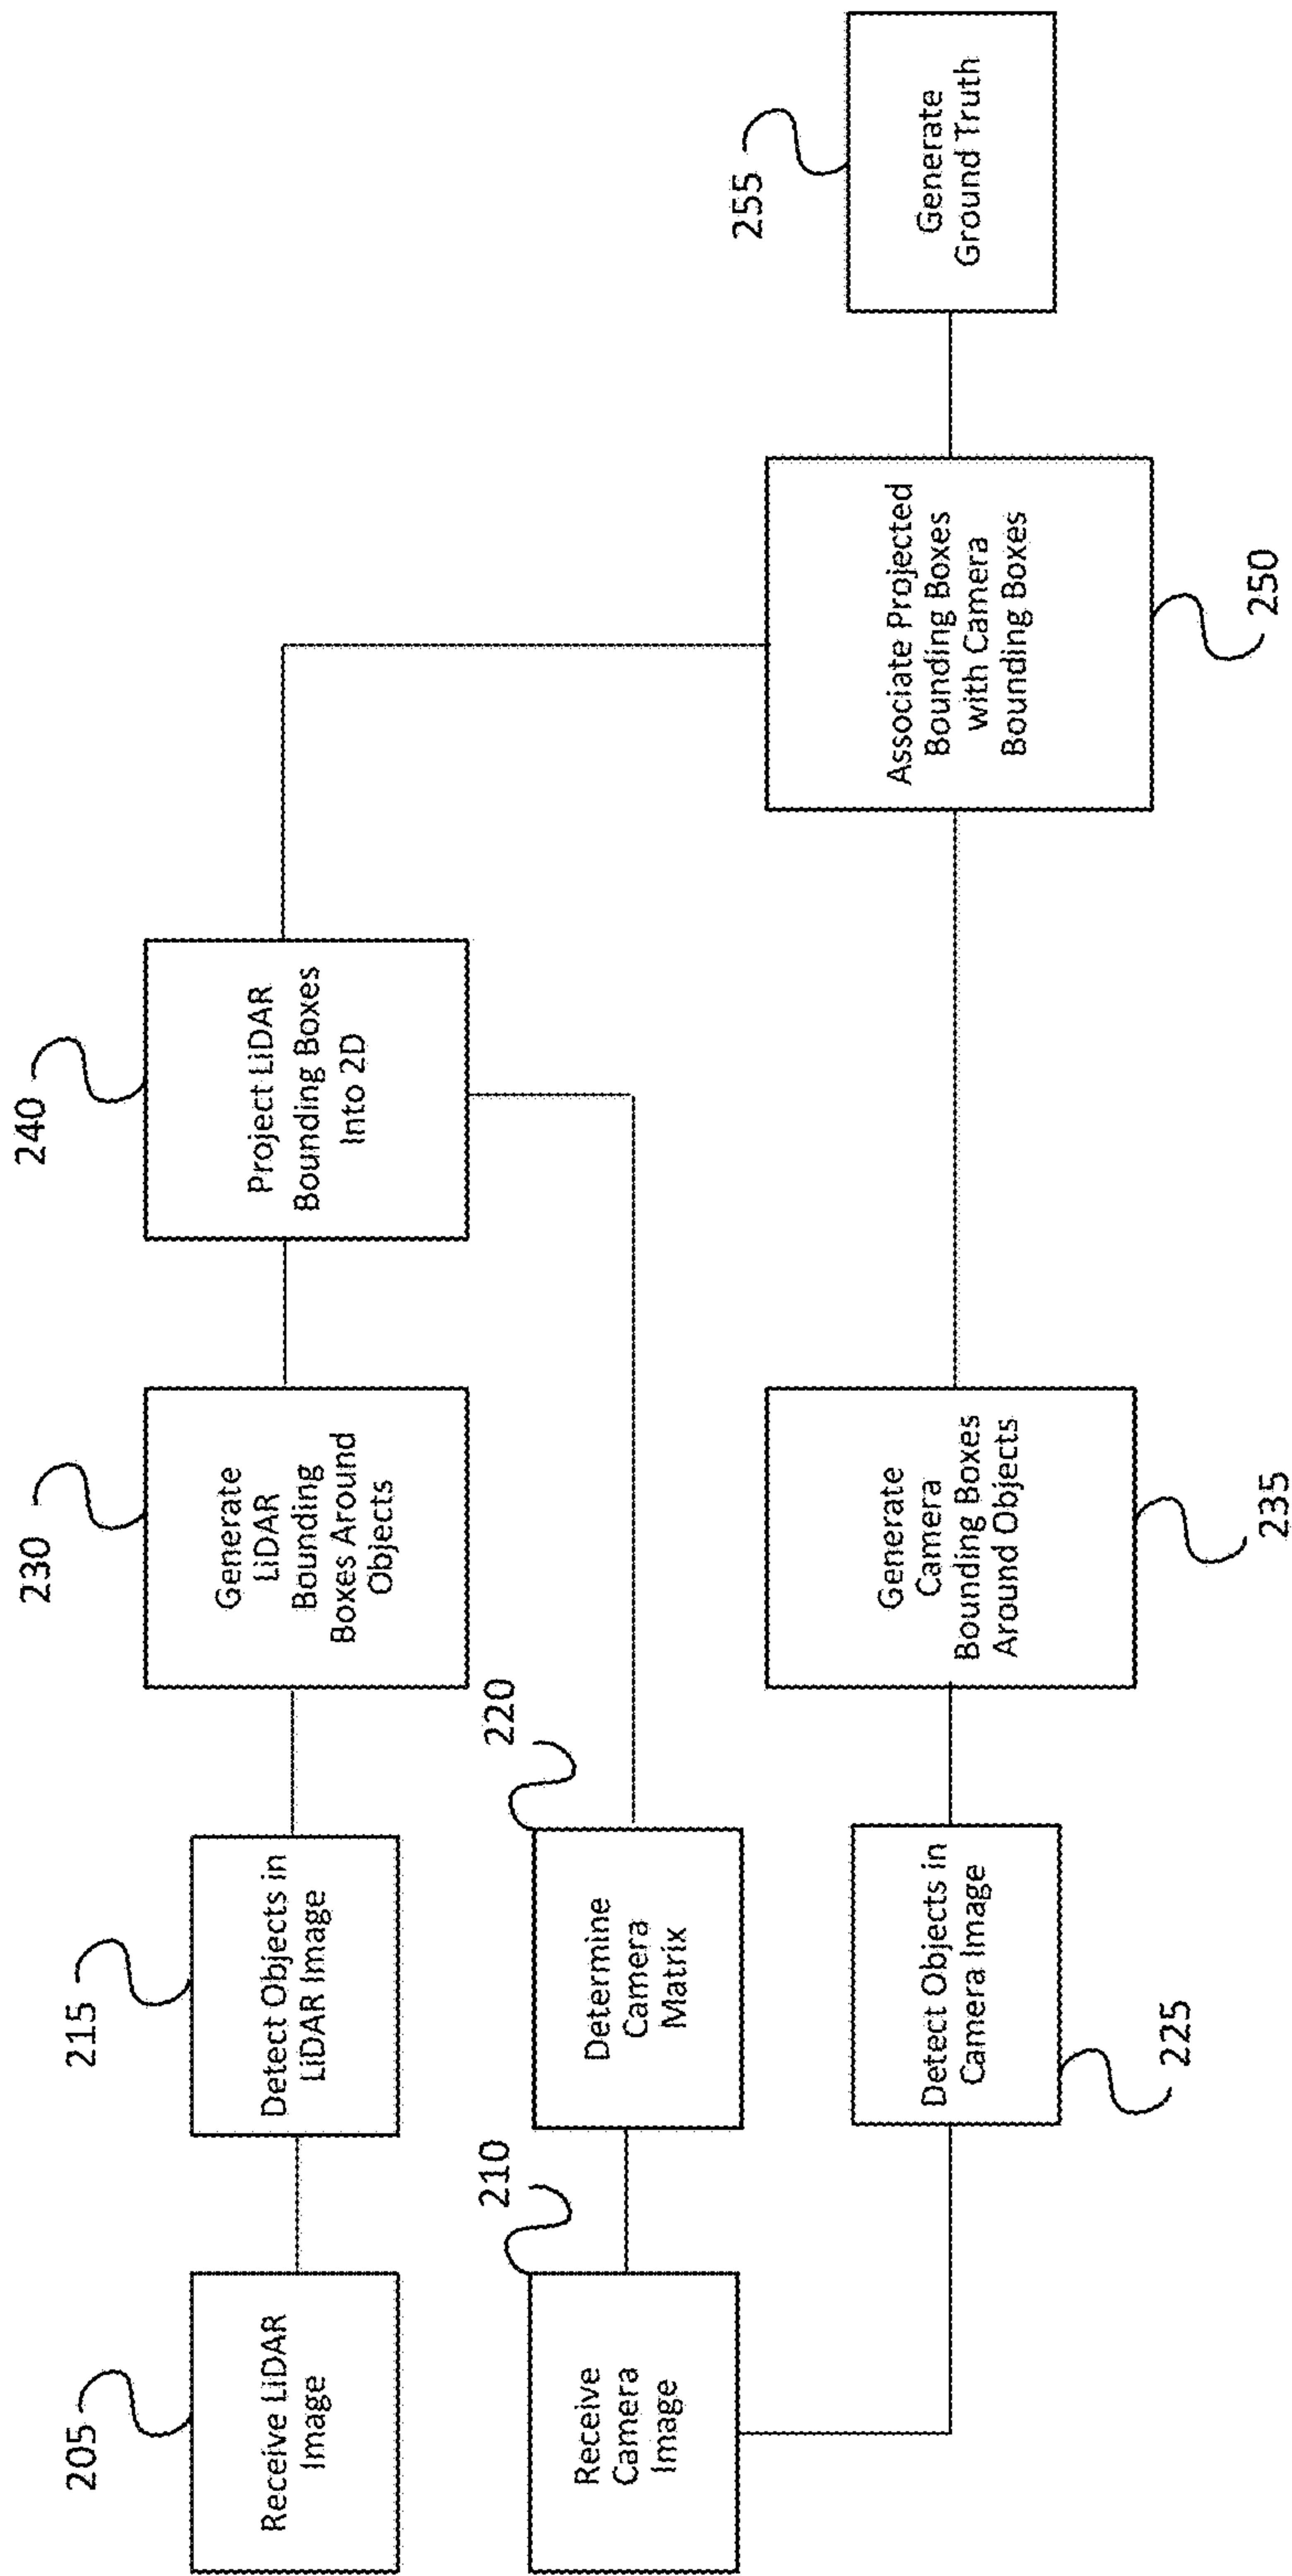 205
Receive LiDAR
Image
215
Detect Objects in
LiDAR Image
230
Generate
LiDAR
Bounding
Boxes Around
Objects
240
Project LiDAR
Bounding Boxes
Into 2D
210
Receive
Camera
Image
220
Determine
Camera
Matrix
Detect Objects in
Camera Image
225
Generate
Camera
Bounding Boxes
Around Objects
235
Associate Projected
Bounding Boxes
with Camera
Bounding Boxes
250
255
Generate
Ground Truth